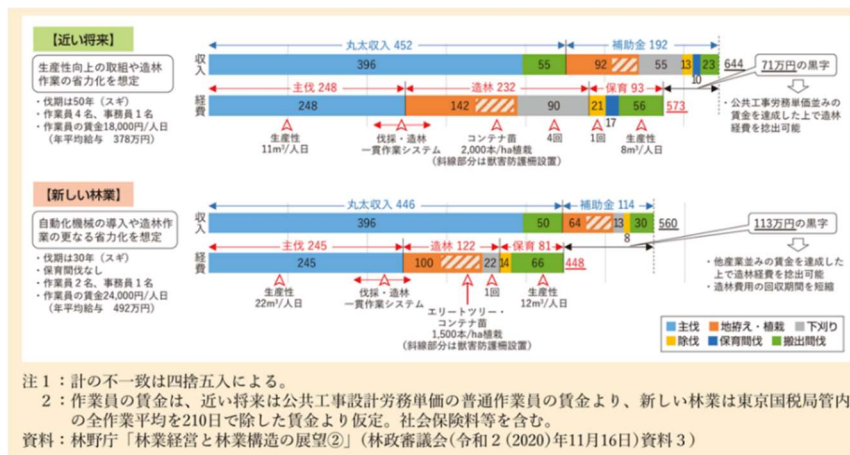 【近い将来】
生産性向上の取組や造林
作業の省力化を想定
・伐期は50年（スギ）
・作業員４名、事務員１名
・作業員の賃金18,000円/人日
（年平均給与　378万円）
丸太収入 452
補助金 192
収入
396
55
92
55
13
10
23
644
主伐 248
造林 232
保育 93
経費
248
142
90
21
17
56
573
生産性
11m³/人日
伐採・造林
一貫作業システム
コンテナ苗
2,000本/ha植栽
（斜線部分は獣害防護柵設置）
4回
1回
生産性
8m³/人日
71万円の黒字
・公共工事労務単価並みの
賃金を達成した上で造林
経費を捻出可能
【新しい林業】
自動化機械の導入や造林作
業の更なる省力化を想定
・伐期は30年（スギ）
・保育間伐なし
・作業員２名、事務員１名
・作業員の賃金24,000円/人日
（年平均給与　492万円）
丸太収入 446
補助金 114
収入
396
50
64
13
8
30
560
主伐 245
造林 122
保育 81
経費
245
100
22
14
66
448
生産性
22m³/人日
伐採・造林
一貫作業システム
エリートツリー・
コンテナ苗
1,500本/ha植栽
（斜線部分は獣害防護柵設置）
1回
生産性
12m³/人日
113万円の黒字
・他産業並みの賃金を達成した
上で造林経費を捻出可能
・造林費用の回収期間を短縮
主伐
地拵え・植栽
下刈り
除伐
保育間伐
搬出間伐
注１：計の不一致は四捨五入による。
２：作業員の賃金は、近い将来は公共工事設計労務単価の普通作業員の賃金より、新しい林業は東京国税局管内
の全作業平均を210日で除した賃金より仮定。社会保険料等を含む。
資料：林野庁「林業経営と林業構造の展望②」（林政審議会（令和２（2020）年11月16日）資料３）